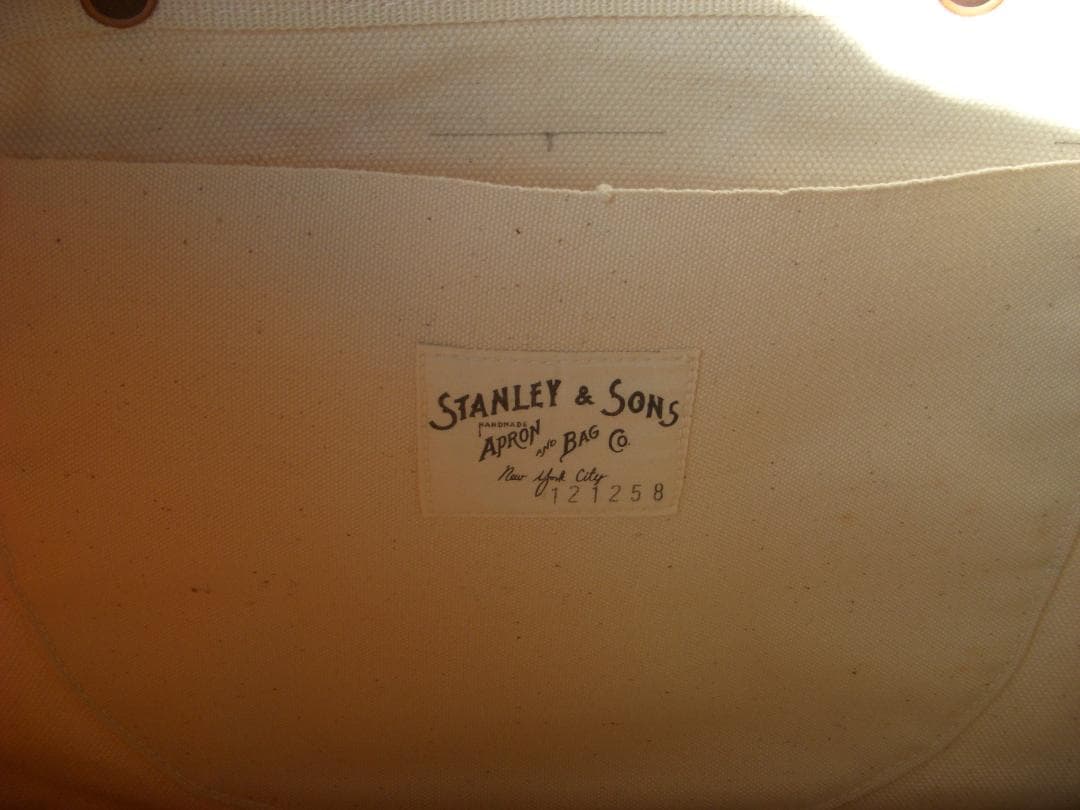 STANLEY & SONS
HANDMADE
APRON AND BAG CO.
New York City
121258